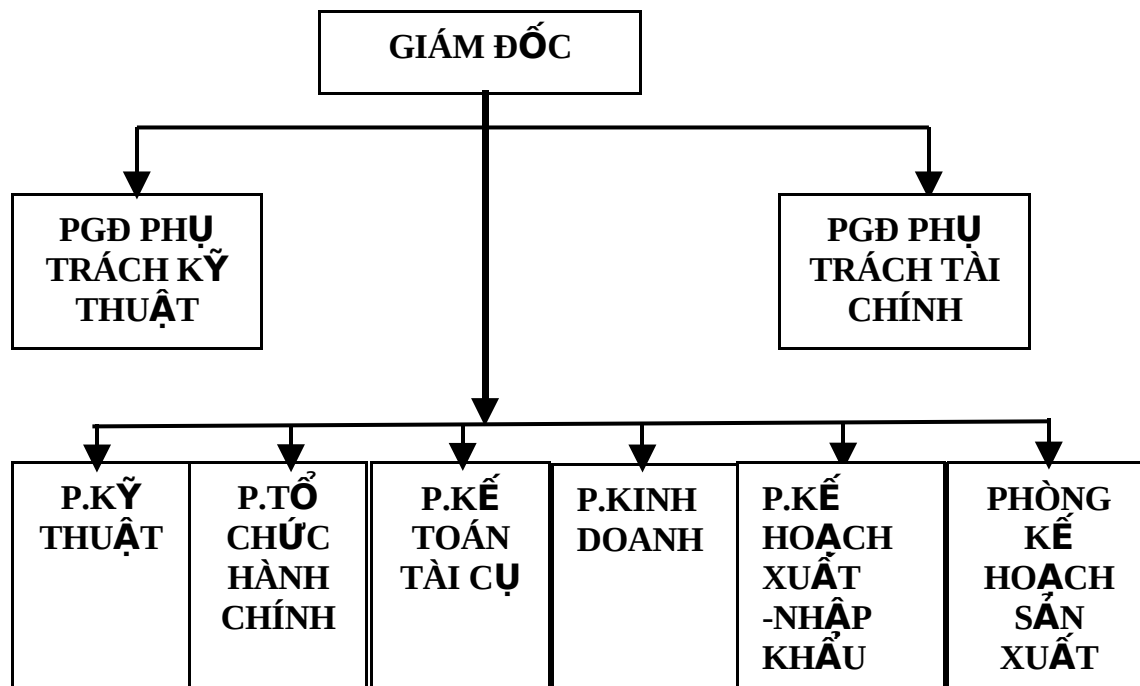 GIÁM ĐỐC
PGĐ PHỤ
TRÁCH KỸ
THUẬT
PGĐ PHỤ
TRÁCH TÀI
CHÍNH
P.KỸ
THUẬT
P.TỔ
CHỨC
HÀNH
CHÍNH
P.KẾ
TOÁN
TÀI CỤ
P.KINH
DOANH
P.KẾ
HOẠCH
XUẤT
-NHẬP
KHẨU
PHÒNG
KẾ
HOẠCH
SẢN
XUẤT